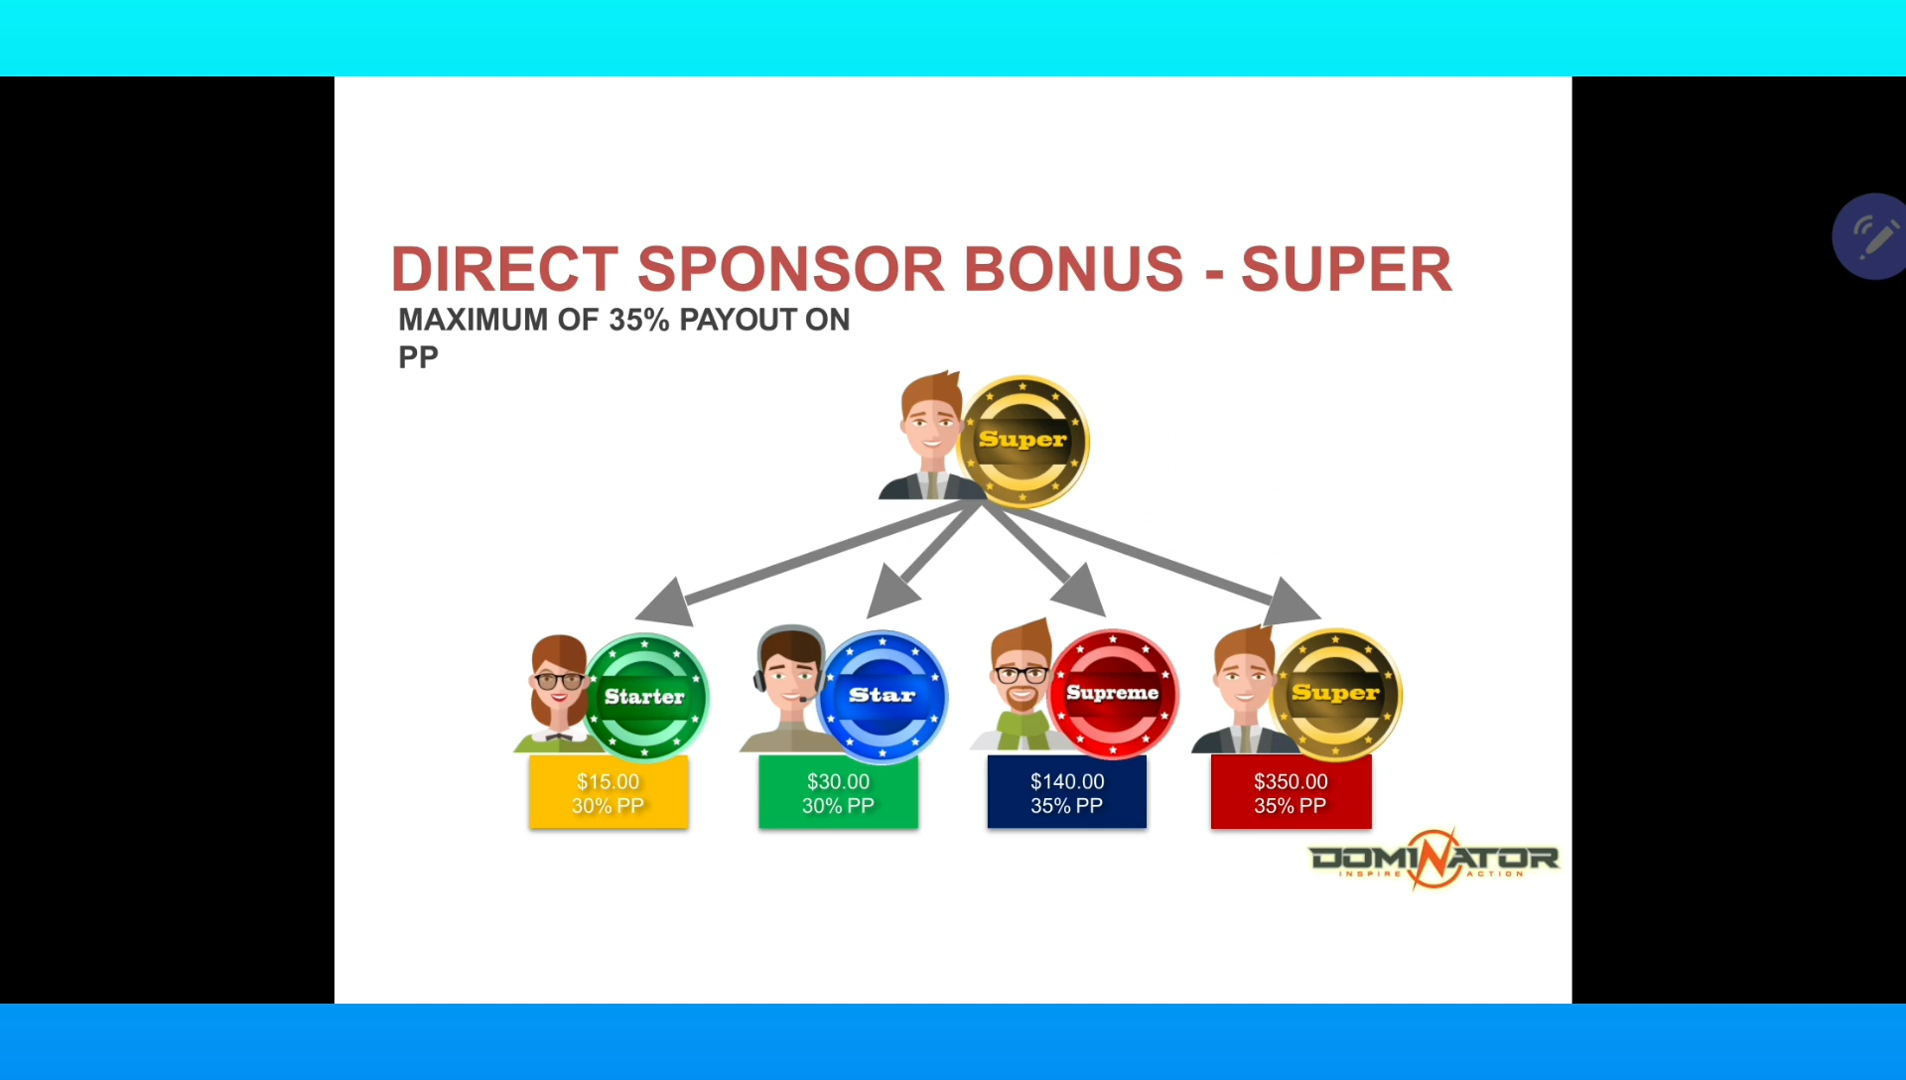 DIRECT SPONSOR BONUS - SUPER
MAXIMUM OF 35% PAYOUT ON
PP
Super
Starter
Star
Supreme
Super
$15.00
30% PP
$30.00
30% PP
$140.00
35% PP
$350.00
35% PP
DOMINATOR
INSPIRE ACTION